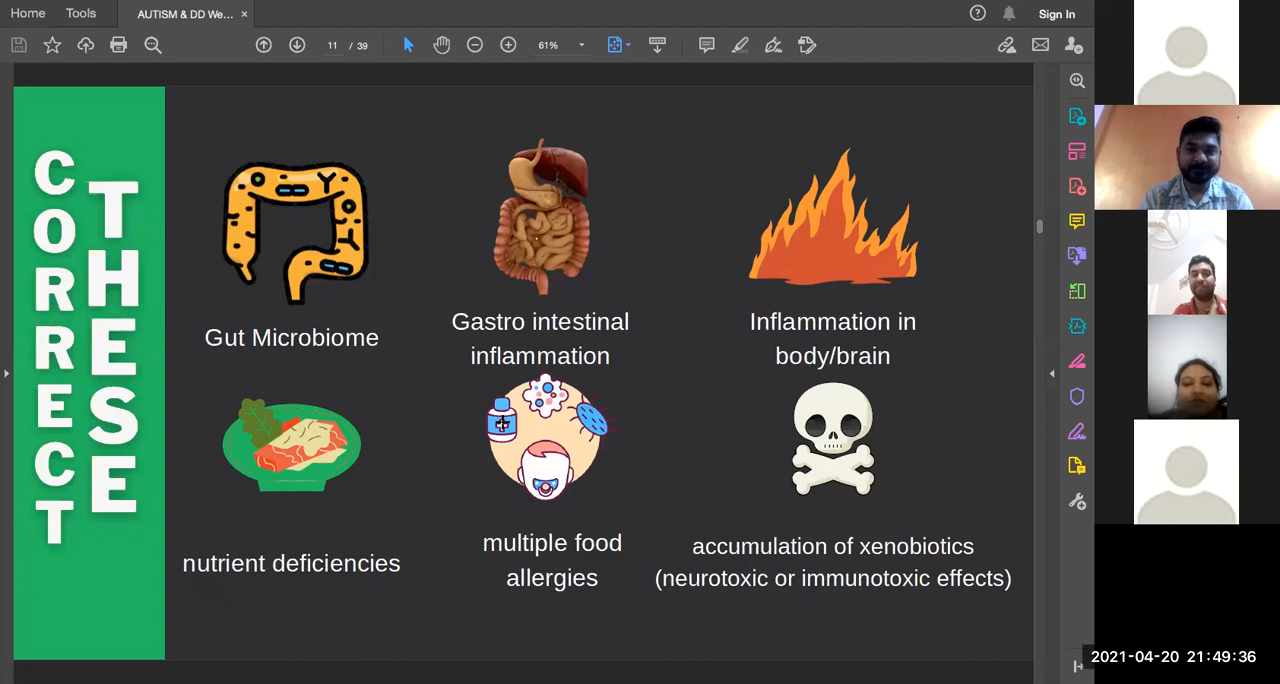 Home
Tools
AUTISM & DD We... ×
Sign In
11 / 39
61%
CORRECT
THESE
Gut Microbiome
Gastro intestinal
inflammation
Inflammation in
body/brain
nutrient deficiencies
multiple food
allergies
accumulation of xenobiotics
(neurotoxic or immunotoxic effects)
2021-04-20 21:49:36